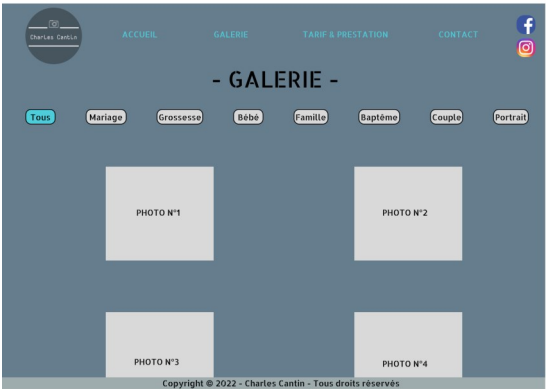 Charles Cantin
ACCUEIL GALERIE TARIF & PRESTATION CONTACT
- GALERIE -
Tous Mariage Grossesse Bébé Famille Baptême Couple Portrait
PHOTO N°1 PHOTO N°2
PHOTO N°3 PHOTO N°4
Copyright © 2022 - Charles Cantin - Tous droits réservés